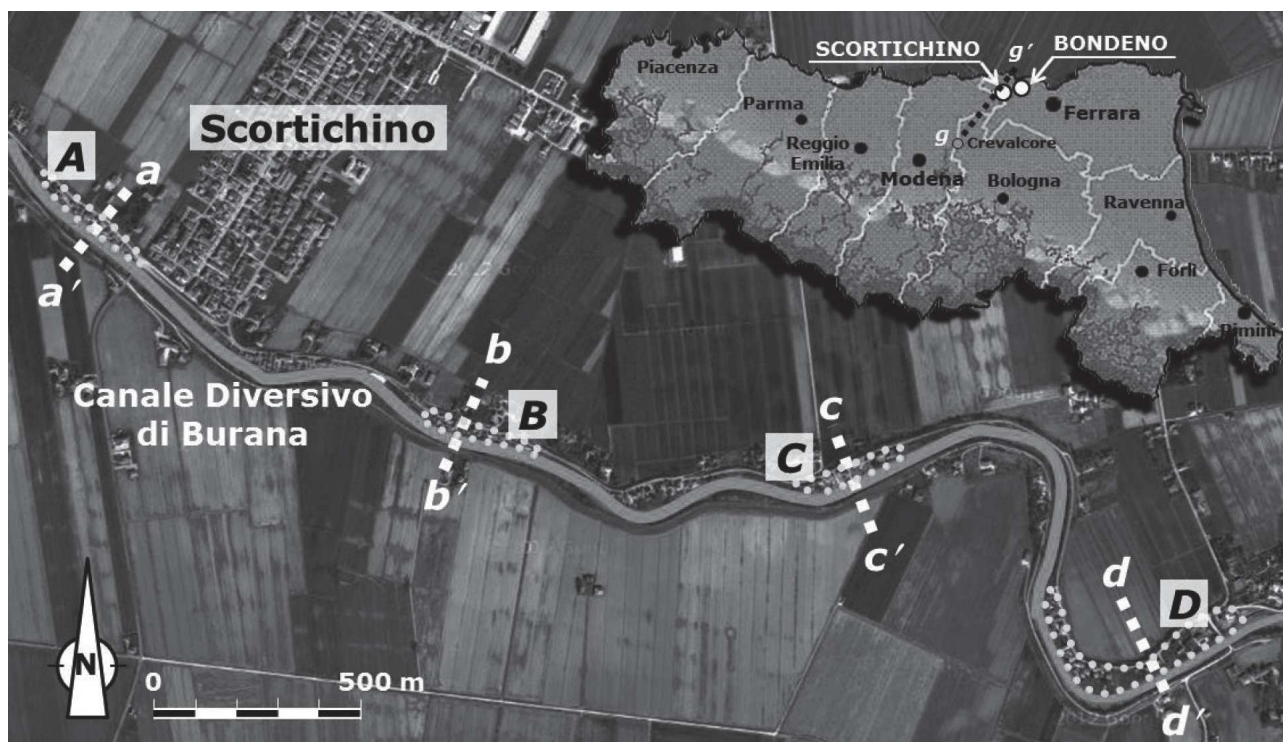 SCORTICHINO
g'
BONDENO
Piacenza
Parma
Ferrara
g
Crevalcore
Reggio
Emilia
Modena
Bologna
Ravenna
Forlì
Rimini
Scortichino
A
a
a'
b
B
b'
Canale Diversivo
di Burana
c
C
c'
d
D
d'
N
0
500 m